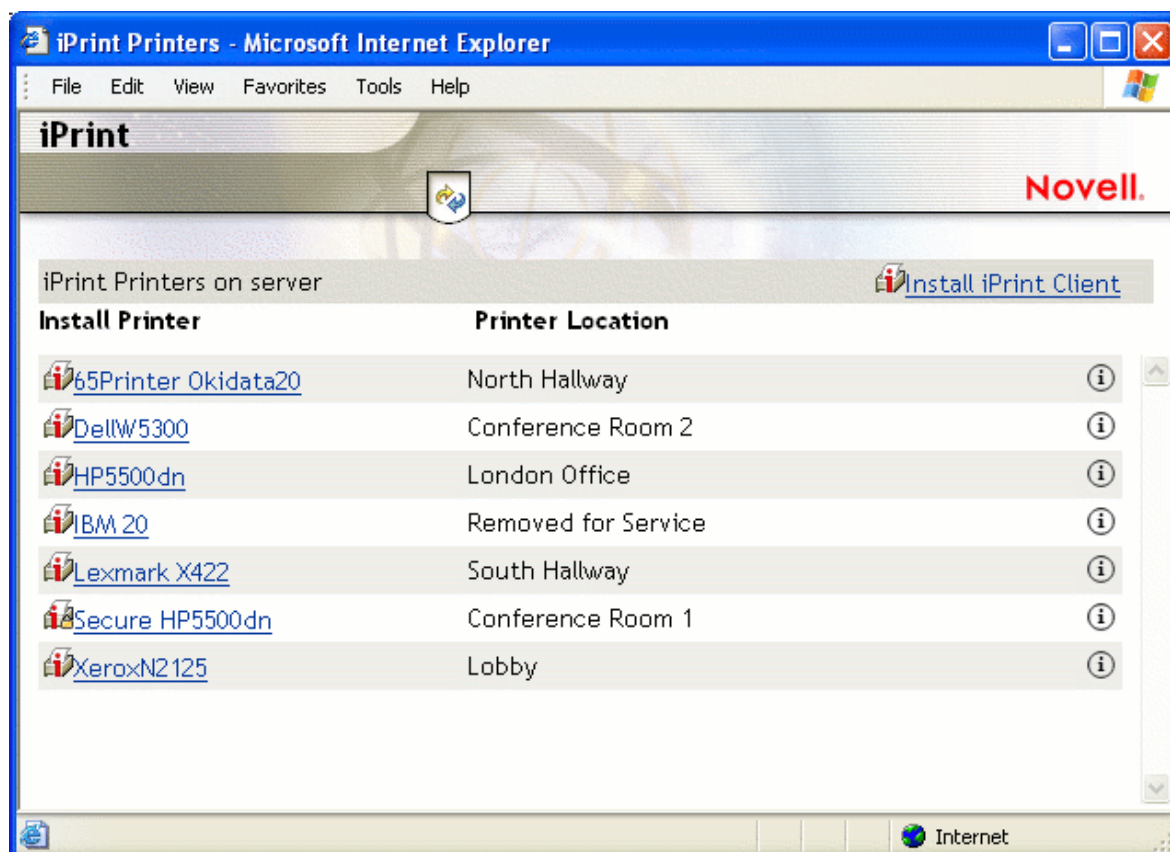 iPrint Printers - Microsoft Internet Explorer
File Edit View Favorites Tools Help
iPrint
Novell.
iPrint Printers on server Install iPrint Client
Install Printer Printer Location
65Printer Okidata20 North Hallway
DellW5300 Conference Room 2
HP5500dn London Office
IBM 20 Removed for Service
Lexmark X422 South Hallway
Secure HP5500dn Conference Room 1
XeroxN2125 Lobby
Internet